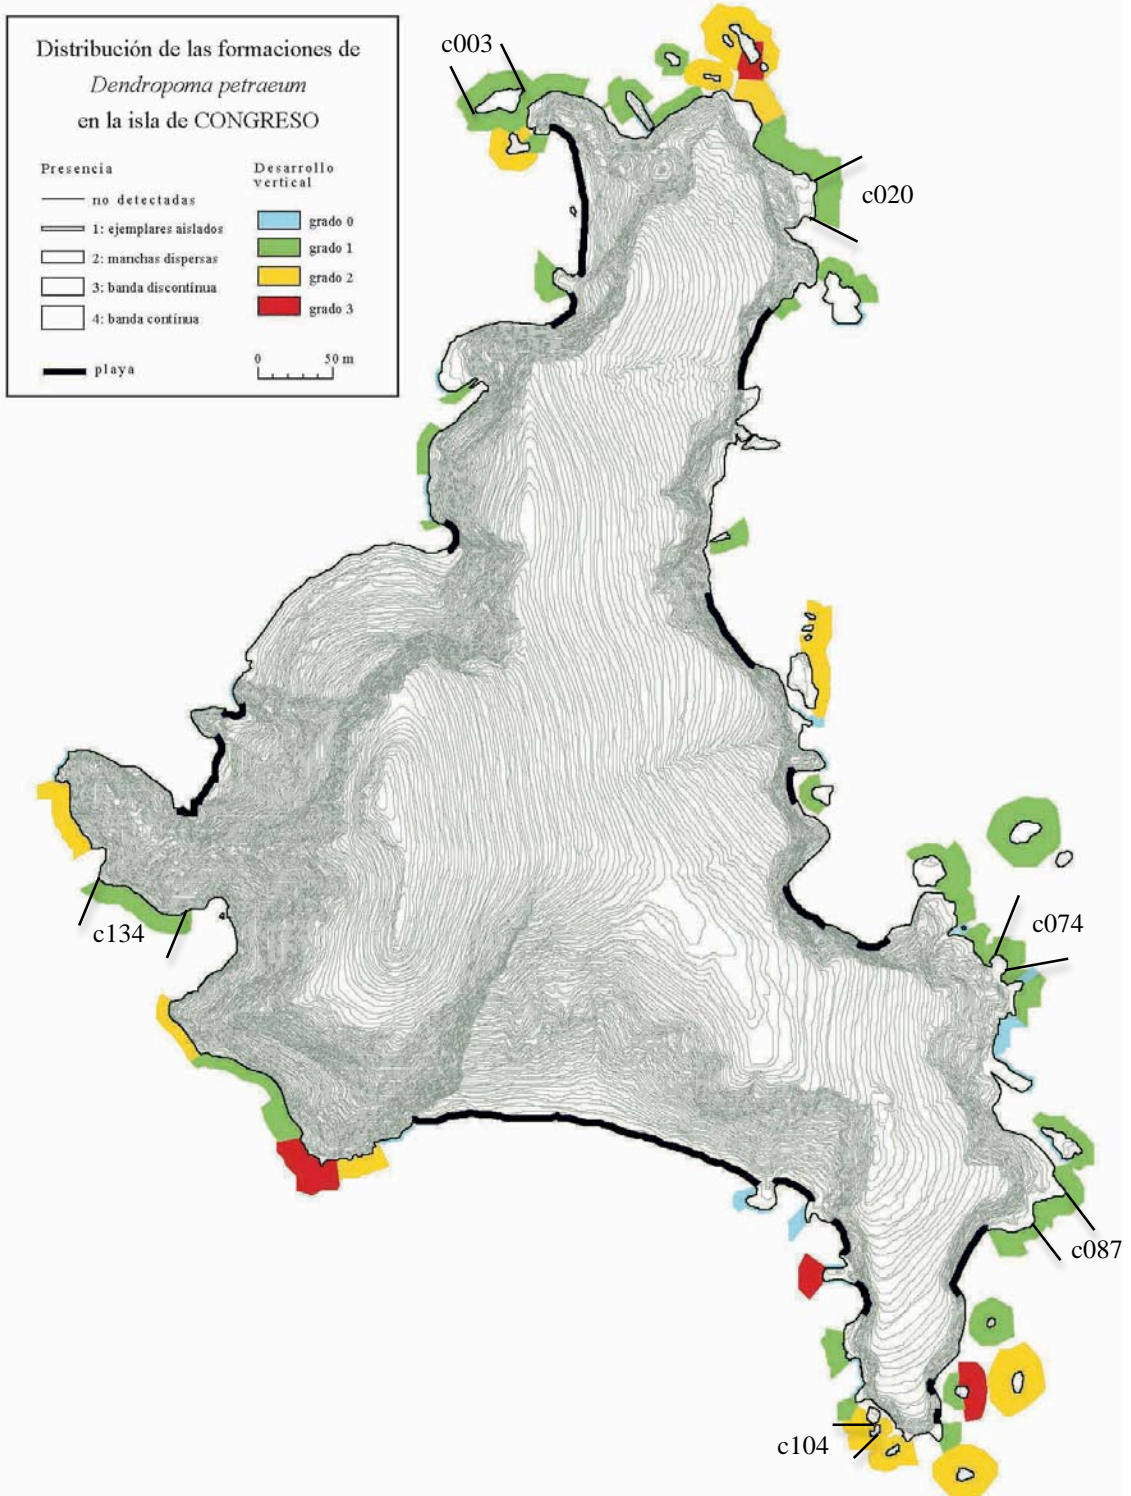 Distribución de las formaciones de
Dendropoma petraeum
en la isla de CONGRESO
Presencia
no detectadas
1: ejemplares aislados
2: manchas dispersas
3: banda discontínua
4: banda contínua
playa
Desarrollo
vertical
grado 0
grado 1
grado 2
grado 3
0 50 m
c003
c020
c134
c074
c087
c104